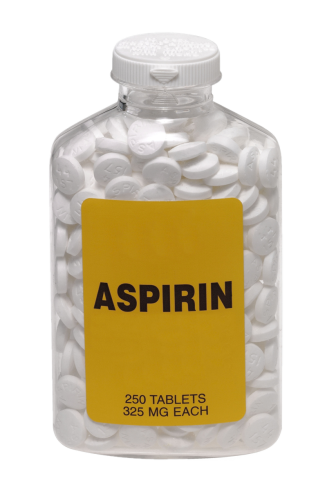 ASPIRIN
250 TABLETS
325 MG EACH